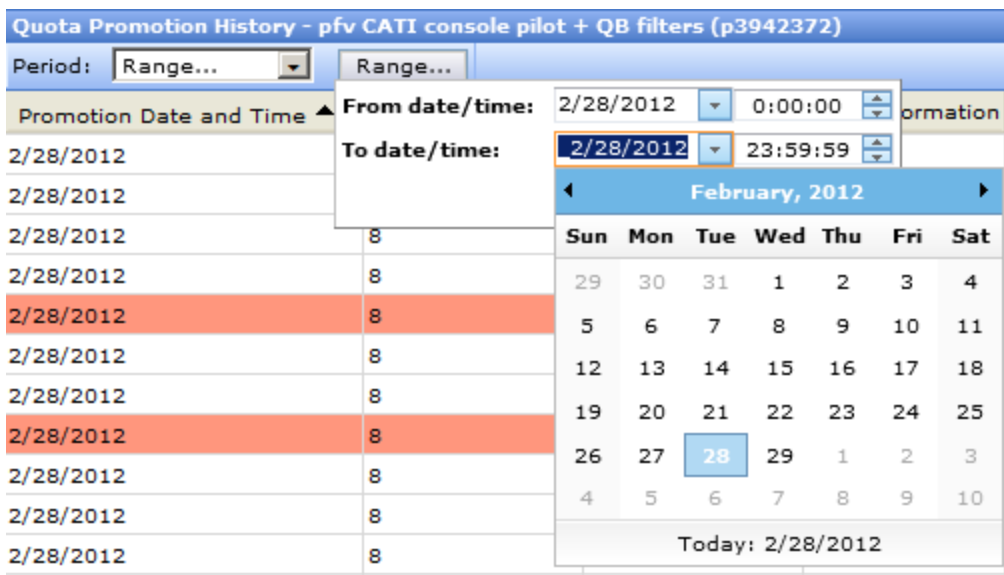 Quota Promotion History - pfv CATI console pilot + QB filters (p3942372)
Period: Range... Range...
Promotion Date and Time ormation
From date/time: 2/28/2012 0:00:00
To date/time: 2/28/2012 23:59:59
February, 2012
Sun Mon Tue Wed Thu Fri Sat
29 30 31 1 2 3 4
5 6 7 8 9 10 11
12 13 14 15 16 17 18
19 20 21 22 23 24 25
26 27 28 29 1 2 3
4 5 6 7 8 9 10
Today: 2/28/2012
2/28/2012
2/28/2012
2/28/2012 8
2/28/2012 8
2/28/2012 8
2/28/2012 8
2/28/2012 8
2/28/2012 8
2/28/2012 8
2/28/2012 8
2/28/2012 8